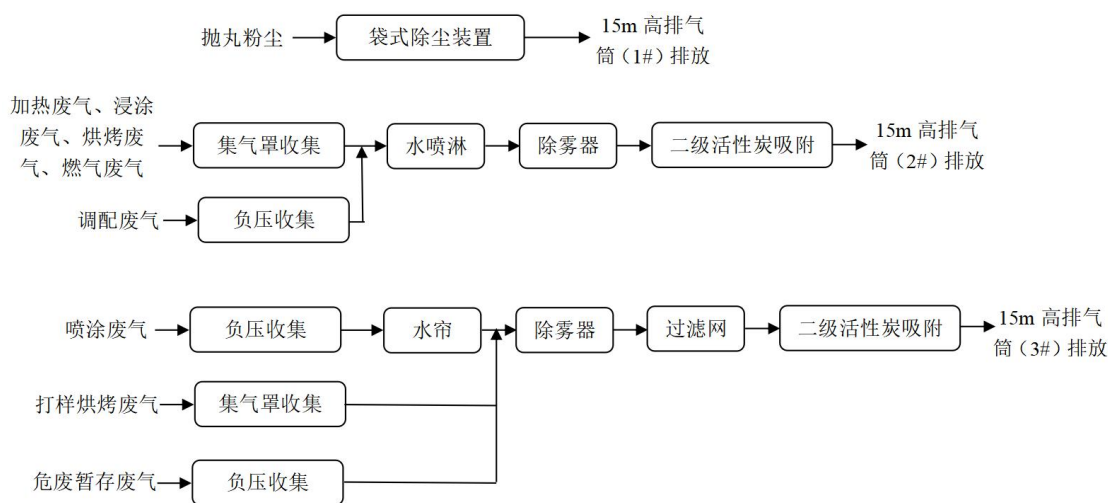 抛丸粉尘
袋式除尘装置
15m 高排气
筒（1#）排放
加热废气、浸涂
废气、烘烤废
气、燃气废气
集气罩收集
水喷淋
除雾器
二级活性炭吸附
15m 高排气
筒（2#）排放
调配废气
负压收集
喷涂废气
负压收集
水帘
除雾器
过滤网
二级活性炭吸附
15m 高排气
筒（3#）排放
打样烘烤废气
集气罩收集
危废暂存废气
负压收集